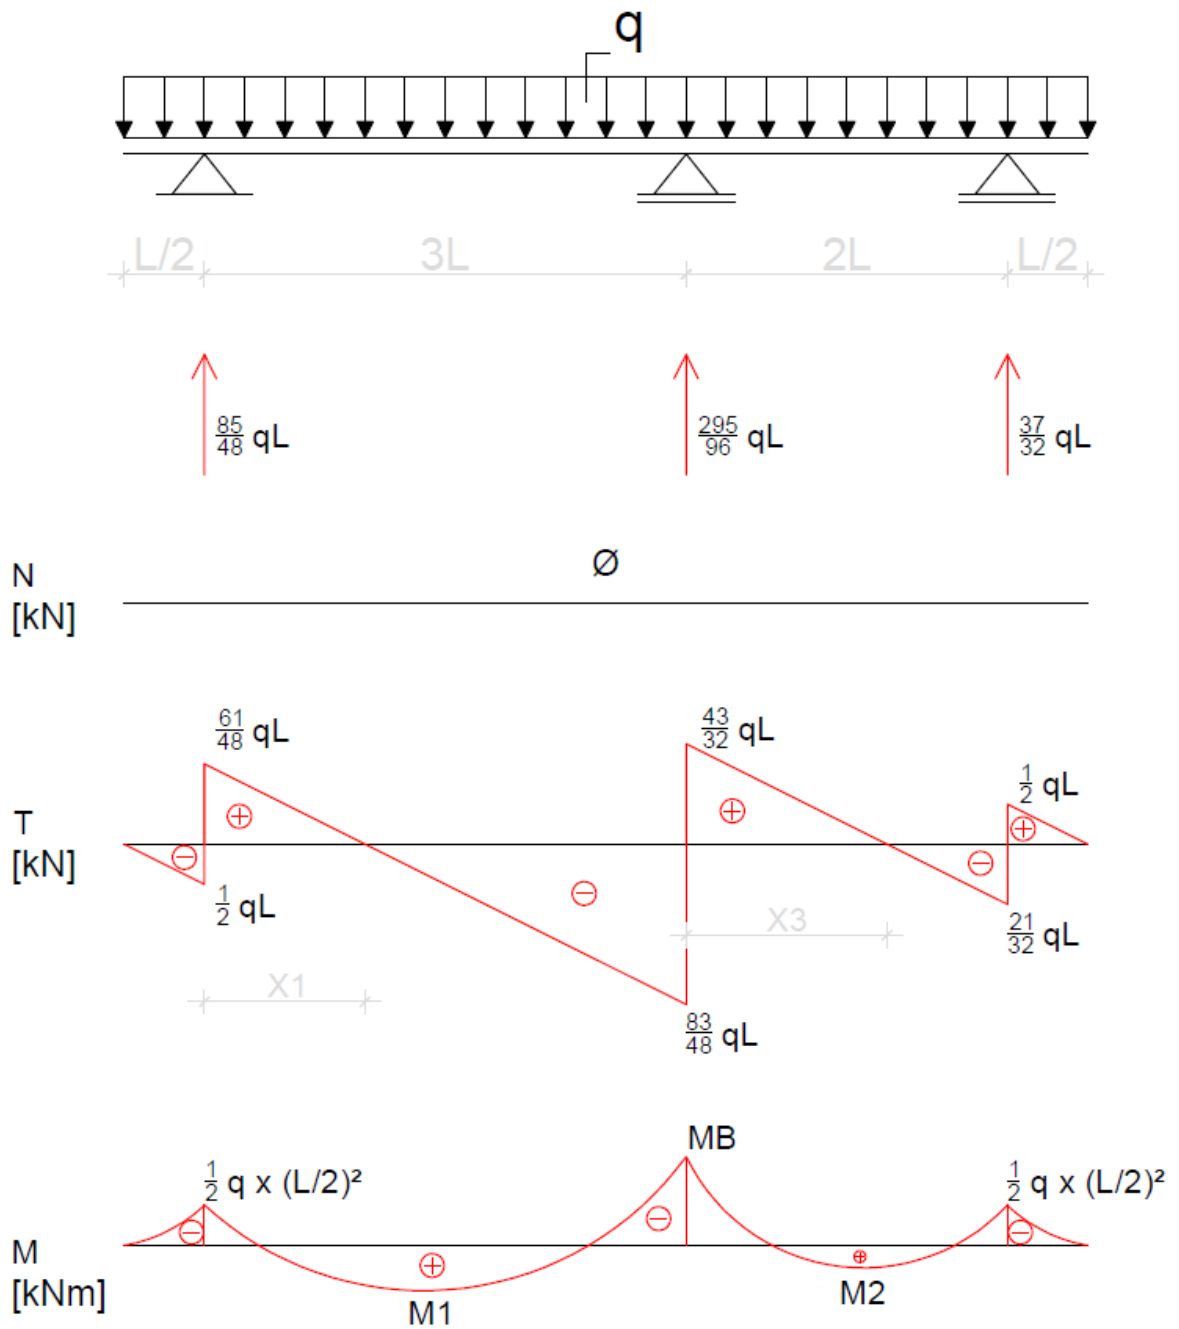 q
L/2 3L 2L L/2
85/48 qL 295/96 qL 37/32 qL
Ø
N
[kN]
61/48 qL 43/32 qL
1/2 qL
T
[kN]
1/2 qL
X3
21/32 qL
X1
83/48 qL
MB
1/2 q x (L/2)² 1/2 q x (L/2)²
M
[kNm]
M1 M2